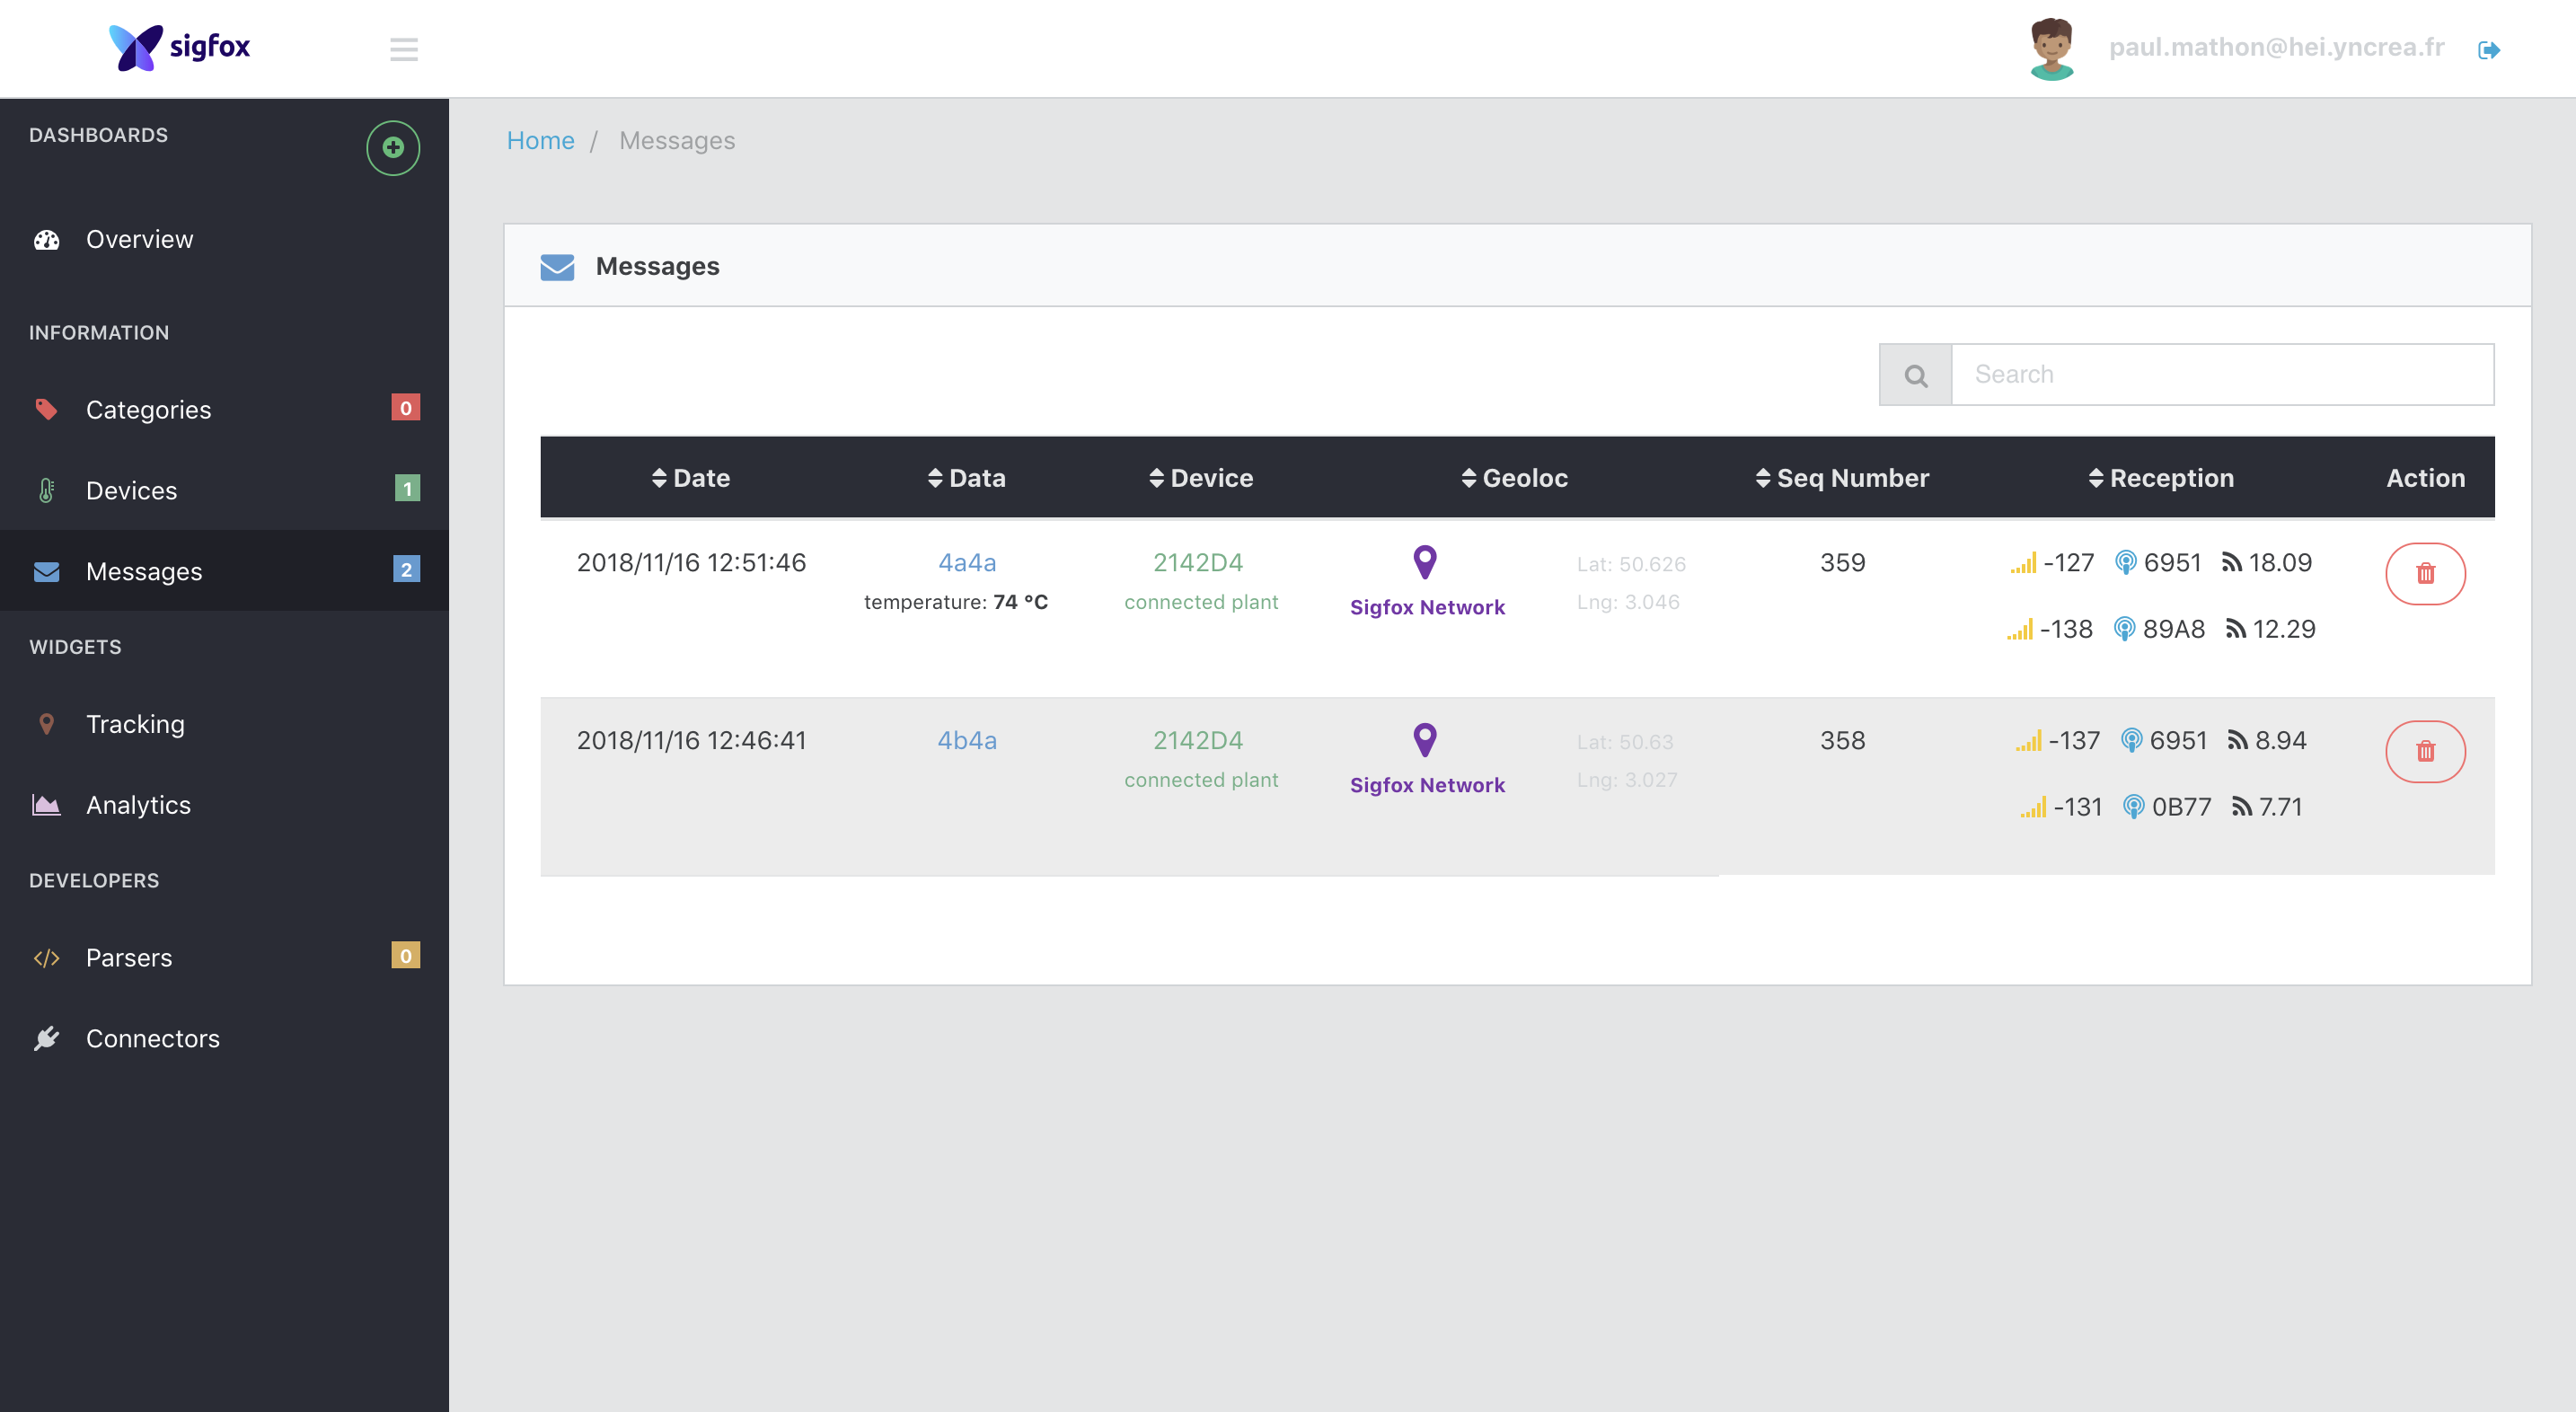 sigfox
paul.mathon@hei.yncrea.fr
DASHBOARDS
Overview
INFORMATION
Categories 0
Devices 1
Messages 2
WIDGETS
Tracking
Analytics
DEVELOPERS
Parsers 0
Connectors
Home / Messages
Messages
Search
Date Data Device Geoloc Seq Number Reception Action
2018/11/16 12:51:46 4a4a 2142D4 Lat: 50.626 359 -127 6951 18.09
temperature: 74 °C connected plant Sigfox Network Lng: 3.046
-138 89A8 12.29
2018/11/16 12:46:41 4b4a 2142D4 Lat: 50.63 358 -137 6951 8.94
connected plant Sigfox Network Lng: 3.027
-131 0B77 7.71